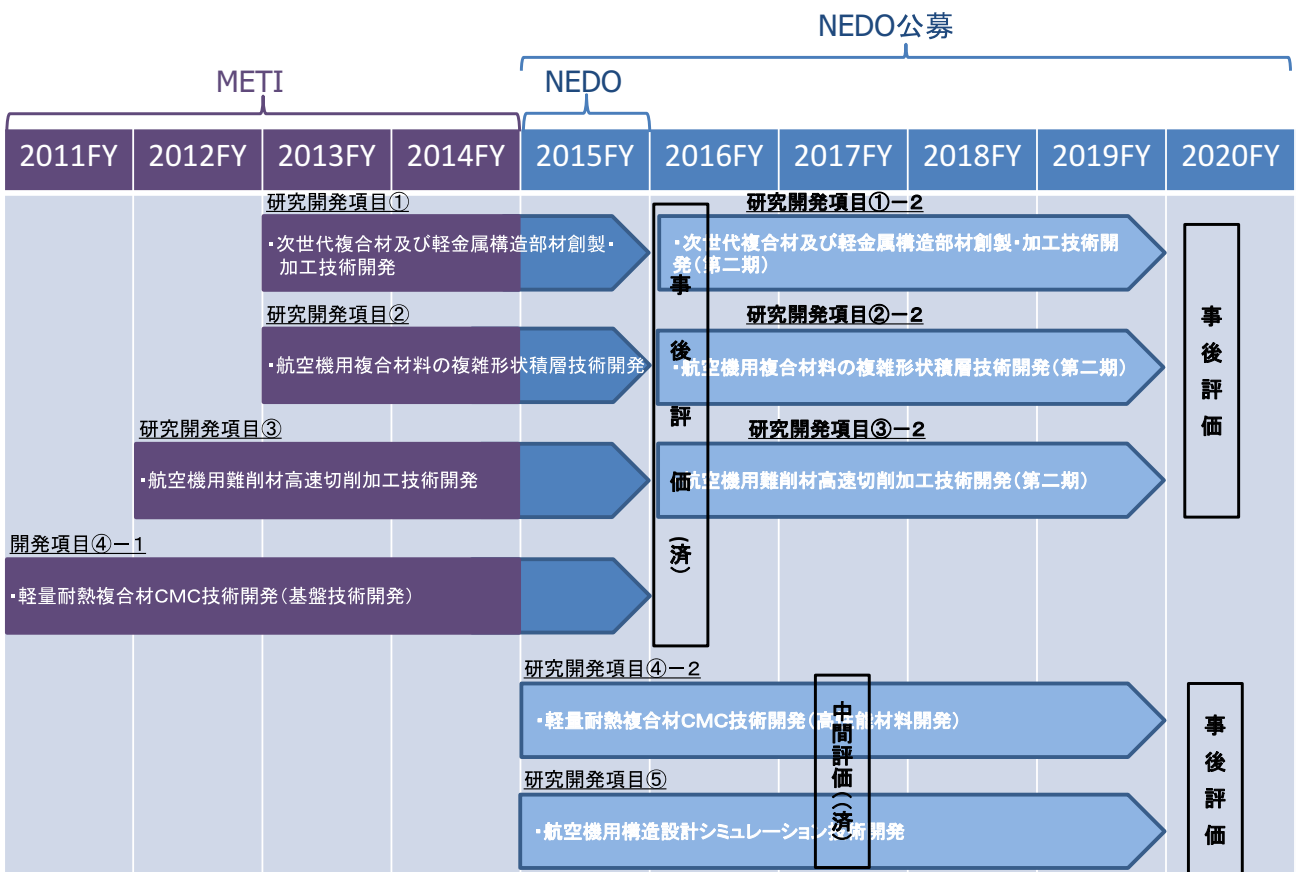 NEDO公募
METI
NEDO
2011FY
2012FY
2013FY
2014FY
2015FY
2016FY
2017FY
2018FY
2019FY
2020FY
研究開発項目①
・次世代複合材及び軽金属構造部材創製・
加工技術開発
研究開発項目①－2
・次世代複合材及び軽金属構造部材創製・加工技術開
発(第二期)
研究開発項目②
・航空機用複合材料の複雑形状積層技術開発
研究開発項目②－2
・航空機用複合材料の複雑形状積層技術開発(第二期)
研究開発項目③
・航空機用難削材高速切削加工技術開発
研究開発項目③－2
・航空機用難削材高速切削加工技術開発(第二期)
事後評価(済)
事後評価
開発項目④－1
・軽量耐熱複合材CMC技術開発(基盤技術開発)
研究開発項目④－2
・軽量耐熱複合材CMC技術開発(高性能材料開発)
研究開発項目⑤
・航空機用構造設計シミュレーション技術開発
中間評価((済)
事後評価